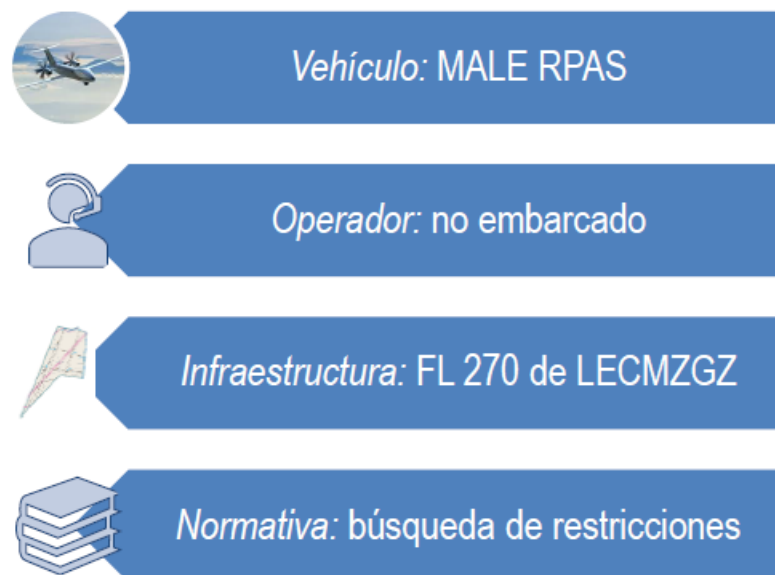 Vehículo: MALE RPAS
Operador: no embarcado
Infraestructura: FL 270 de LECMZGZ
Normativa: búsqueda de restricciones